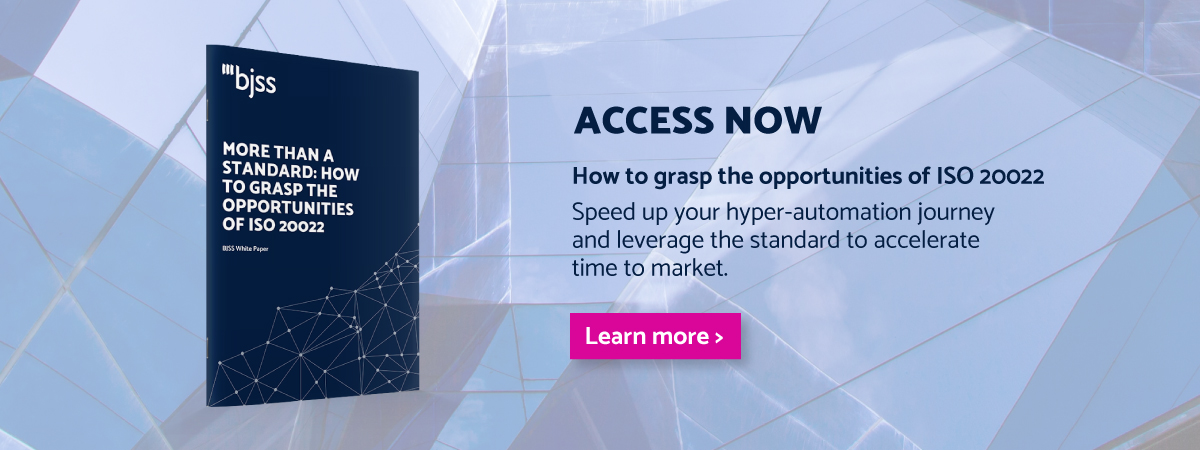 bjss
MORE THAN A
STANDARD: HOW
TO GRASP THE
OPPORTUNITIES
OF ISO 20022
BJSS White Paper
ACCESS NOW
How to grasp the opportunities of ISO 20022
Speed up your hyper-automation journey
and leverage the standard to accelerate
time to market.
Learn more >